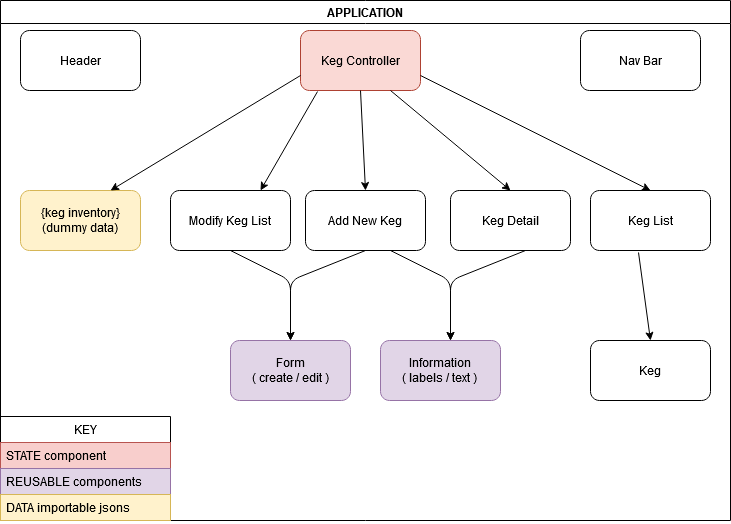 APPLICATION
Header
Keg Controller
Nav Bar
{keg inventory}
(dummy data)
Modify Keg List
Add New Keg
Keg Detail
Keg List
Form
( create / edit )
Information
( labels / text )
Keg
KEY
STATE component
REUSABLE components
DATA importable jsons